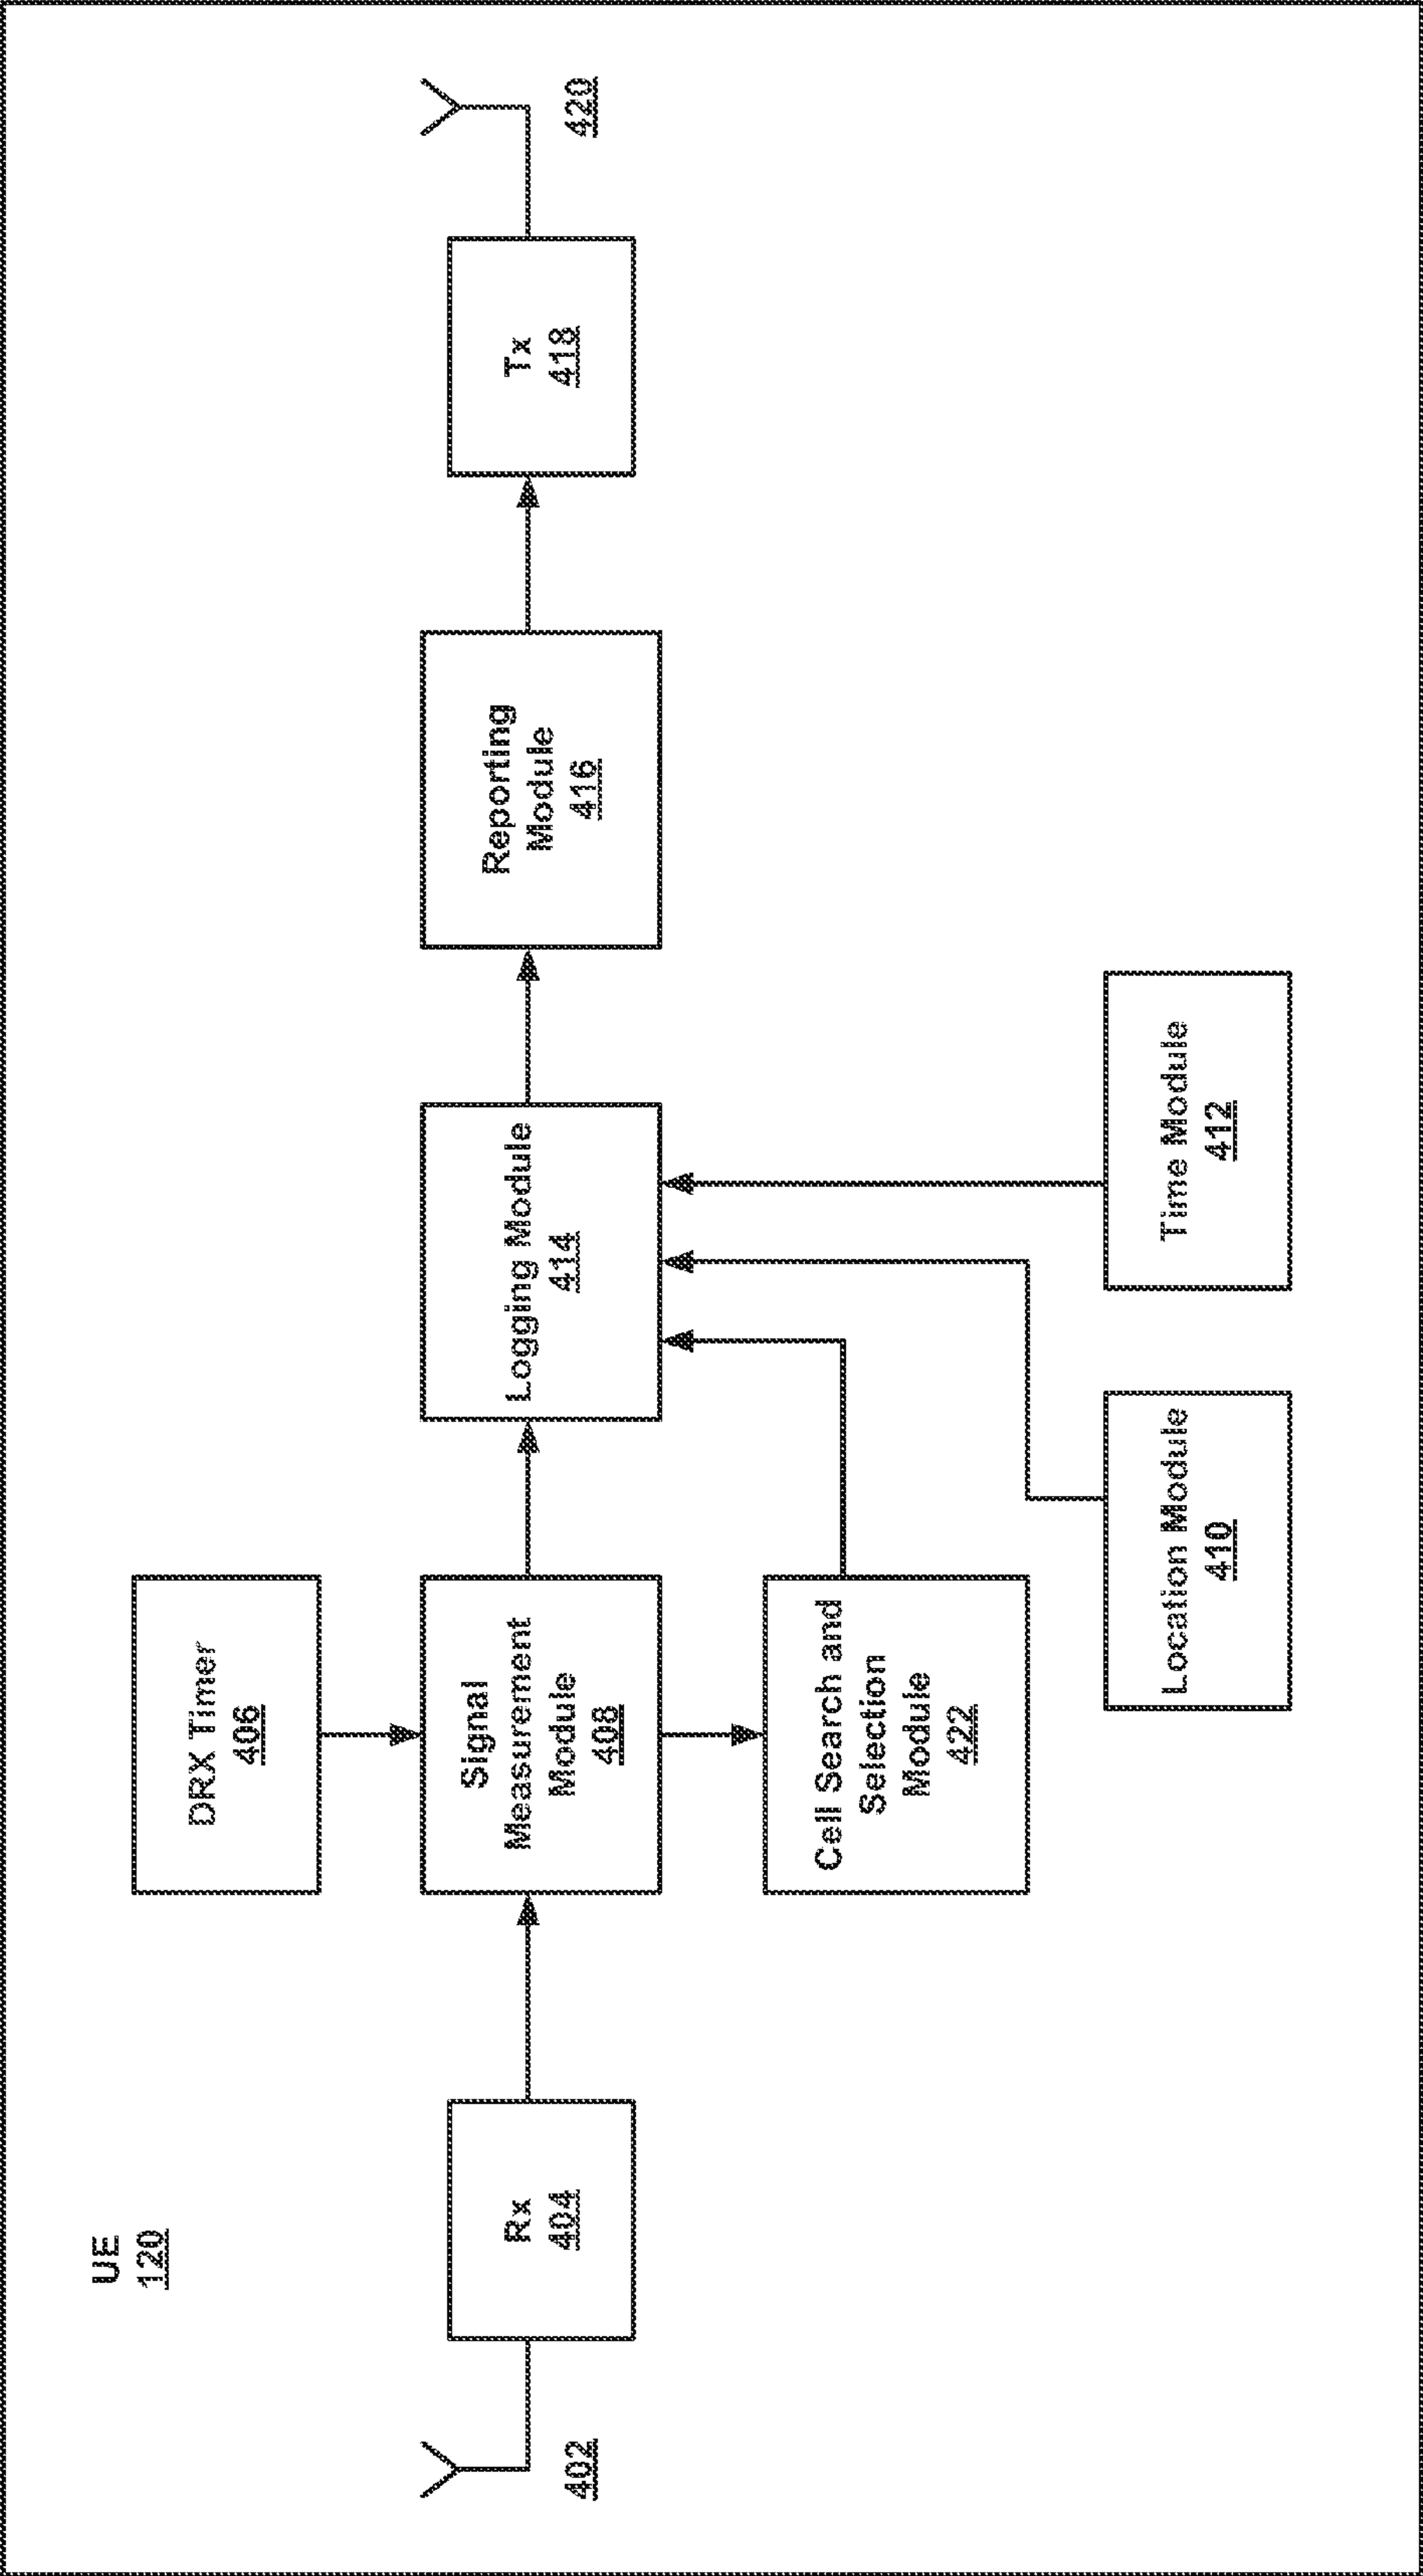 UE
120
DRX Timer
406
402
Rx
404
Signal
Measurement
Module
408
Logging Module
414
Reporting
Module
416
Tx
418
420
Cell Search and
Selection
Module
422
Location Module
410
Time Module
412